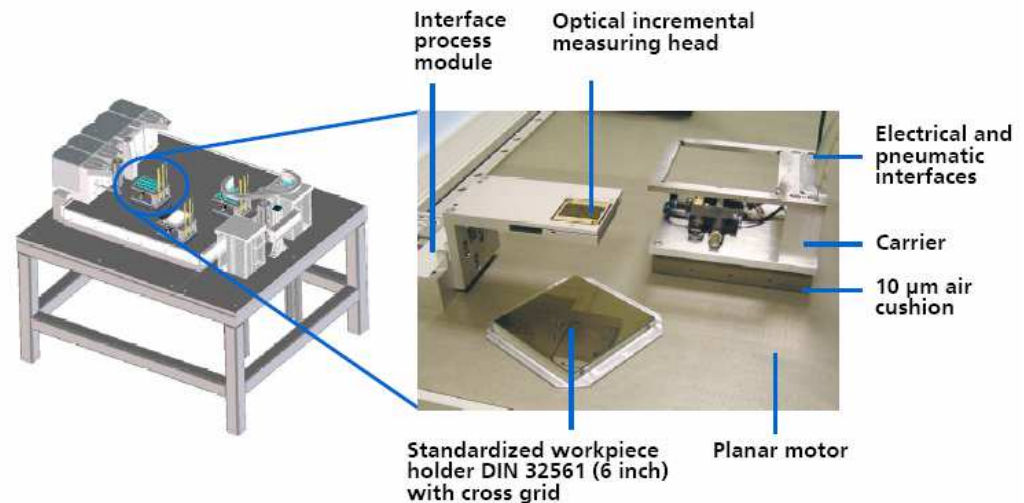 Interface
process
module
Optical incremental
measuring head
Electrical and
pneumatic
interfaces
Carrier
10 µm air
cushion
Standardized workpiece
holder DIN 32561 (6 inch)
with cross grid
Planar motor